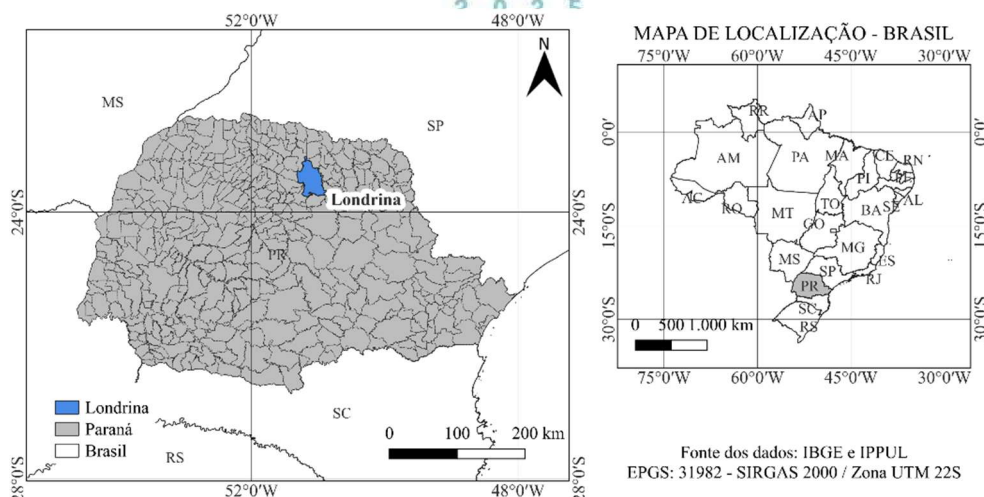 2 0 2 5
52°0'W 48°0'W
N
MS
SP
Londrina
24°0'S
PR
Londrina
Paraná
Brasil
SC
RS
0 100 200 km
28°0'S 28°0'S
52°0'W 48°0'W
MAPA DE LOCALIZAÇÃO - BRASIL
75°0'W 60°0'W 45°0'W 30°0'W
0°0' 0°0'
RR AP
AM PA MA CE RN
PI
AC RO TO BA SE AL
MT
GO
15°0'S 15°0'S
MS MG ES
SP RJ
PR
SC
RS
0 500 1.000 km
30°0'S 30°0'S
75°0'W 60°0'W 45°0'W 30°0'W
Fonte dos dados: IBGE e IPPUL
EPGS: 31982 - SIRGAS 2000 / Zona UTM 22S